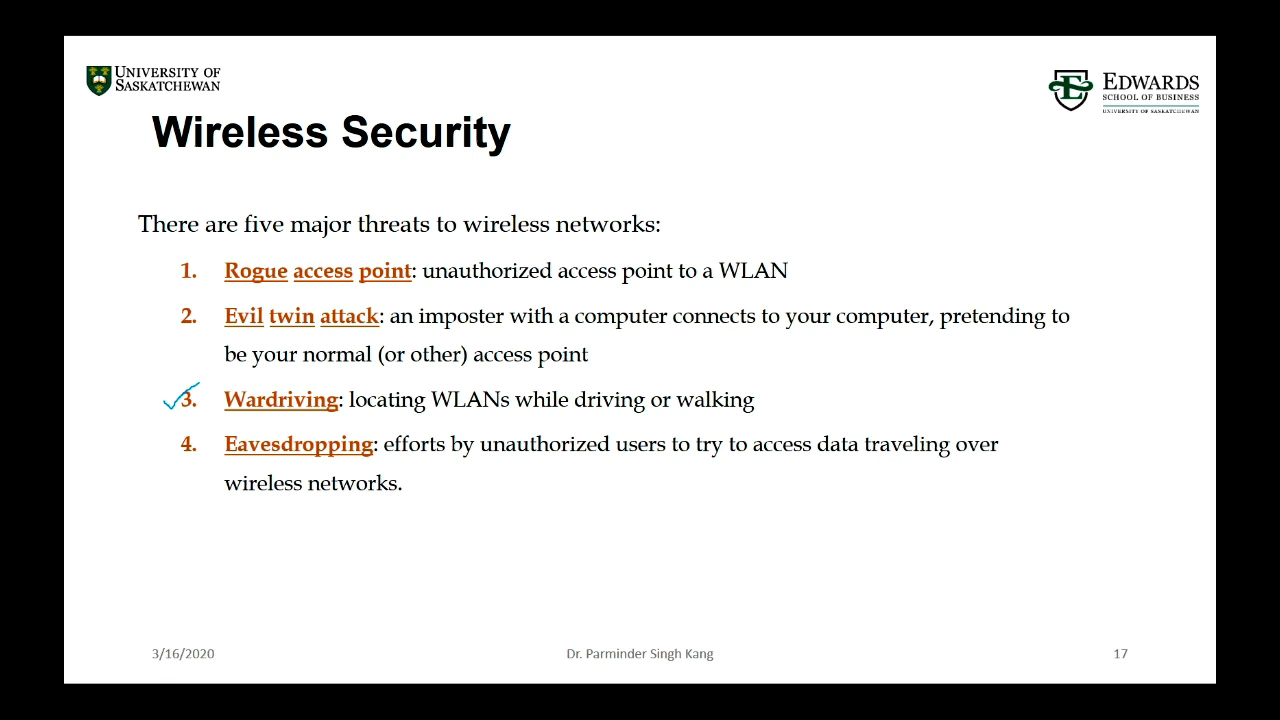 UNIVERSITY OF
SASKATCHEWAN
EDWARDS
SCHOOL OF BUSINESS
UNIVERSITY OF SASKATCHEWAN
Wireless Security
There are five major threats to wireless networks:
1. Rogue access point: unauthorized access point to a WLAN
2. Evil twin attack: an imposter with a computer connects to your computer, pretending to
be your normal (or other) access point
3. Wardriving: locating WLANs while driving or walking
4. Eavesdropping: efforts by unauthorized users to try to access data traveling over
wireless networks.
3/16/2020 Dr. Parminder Singh Kang 17